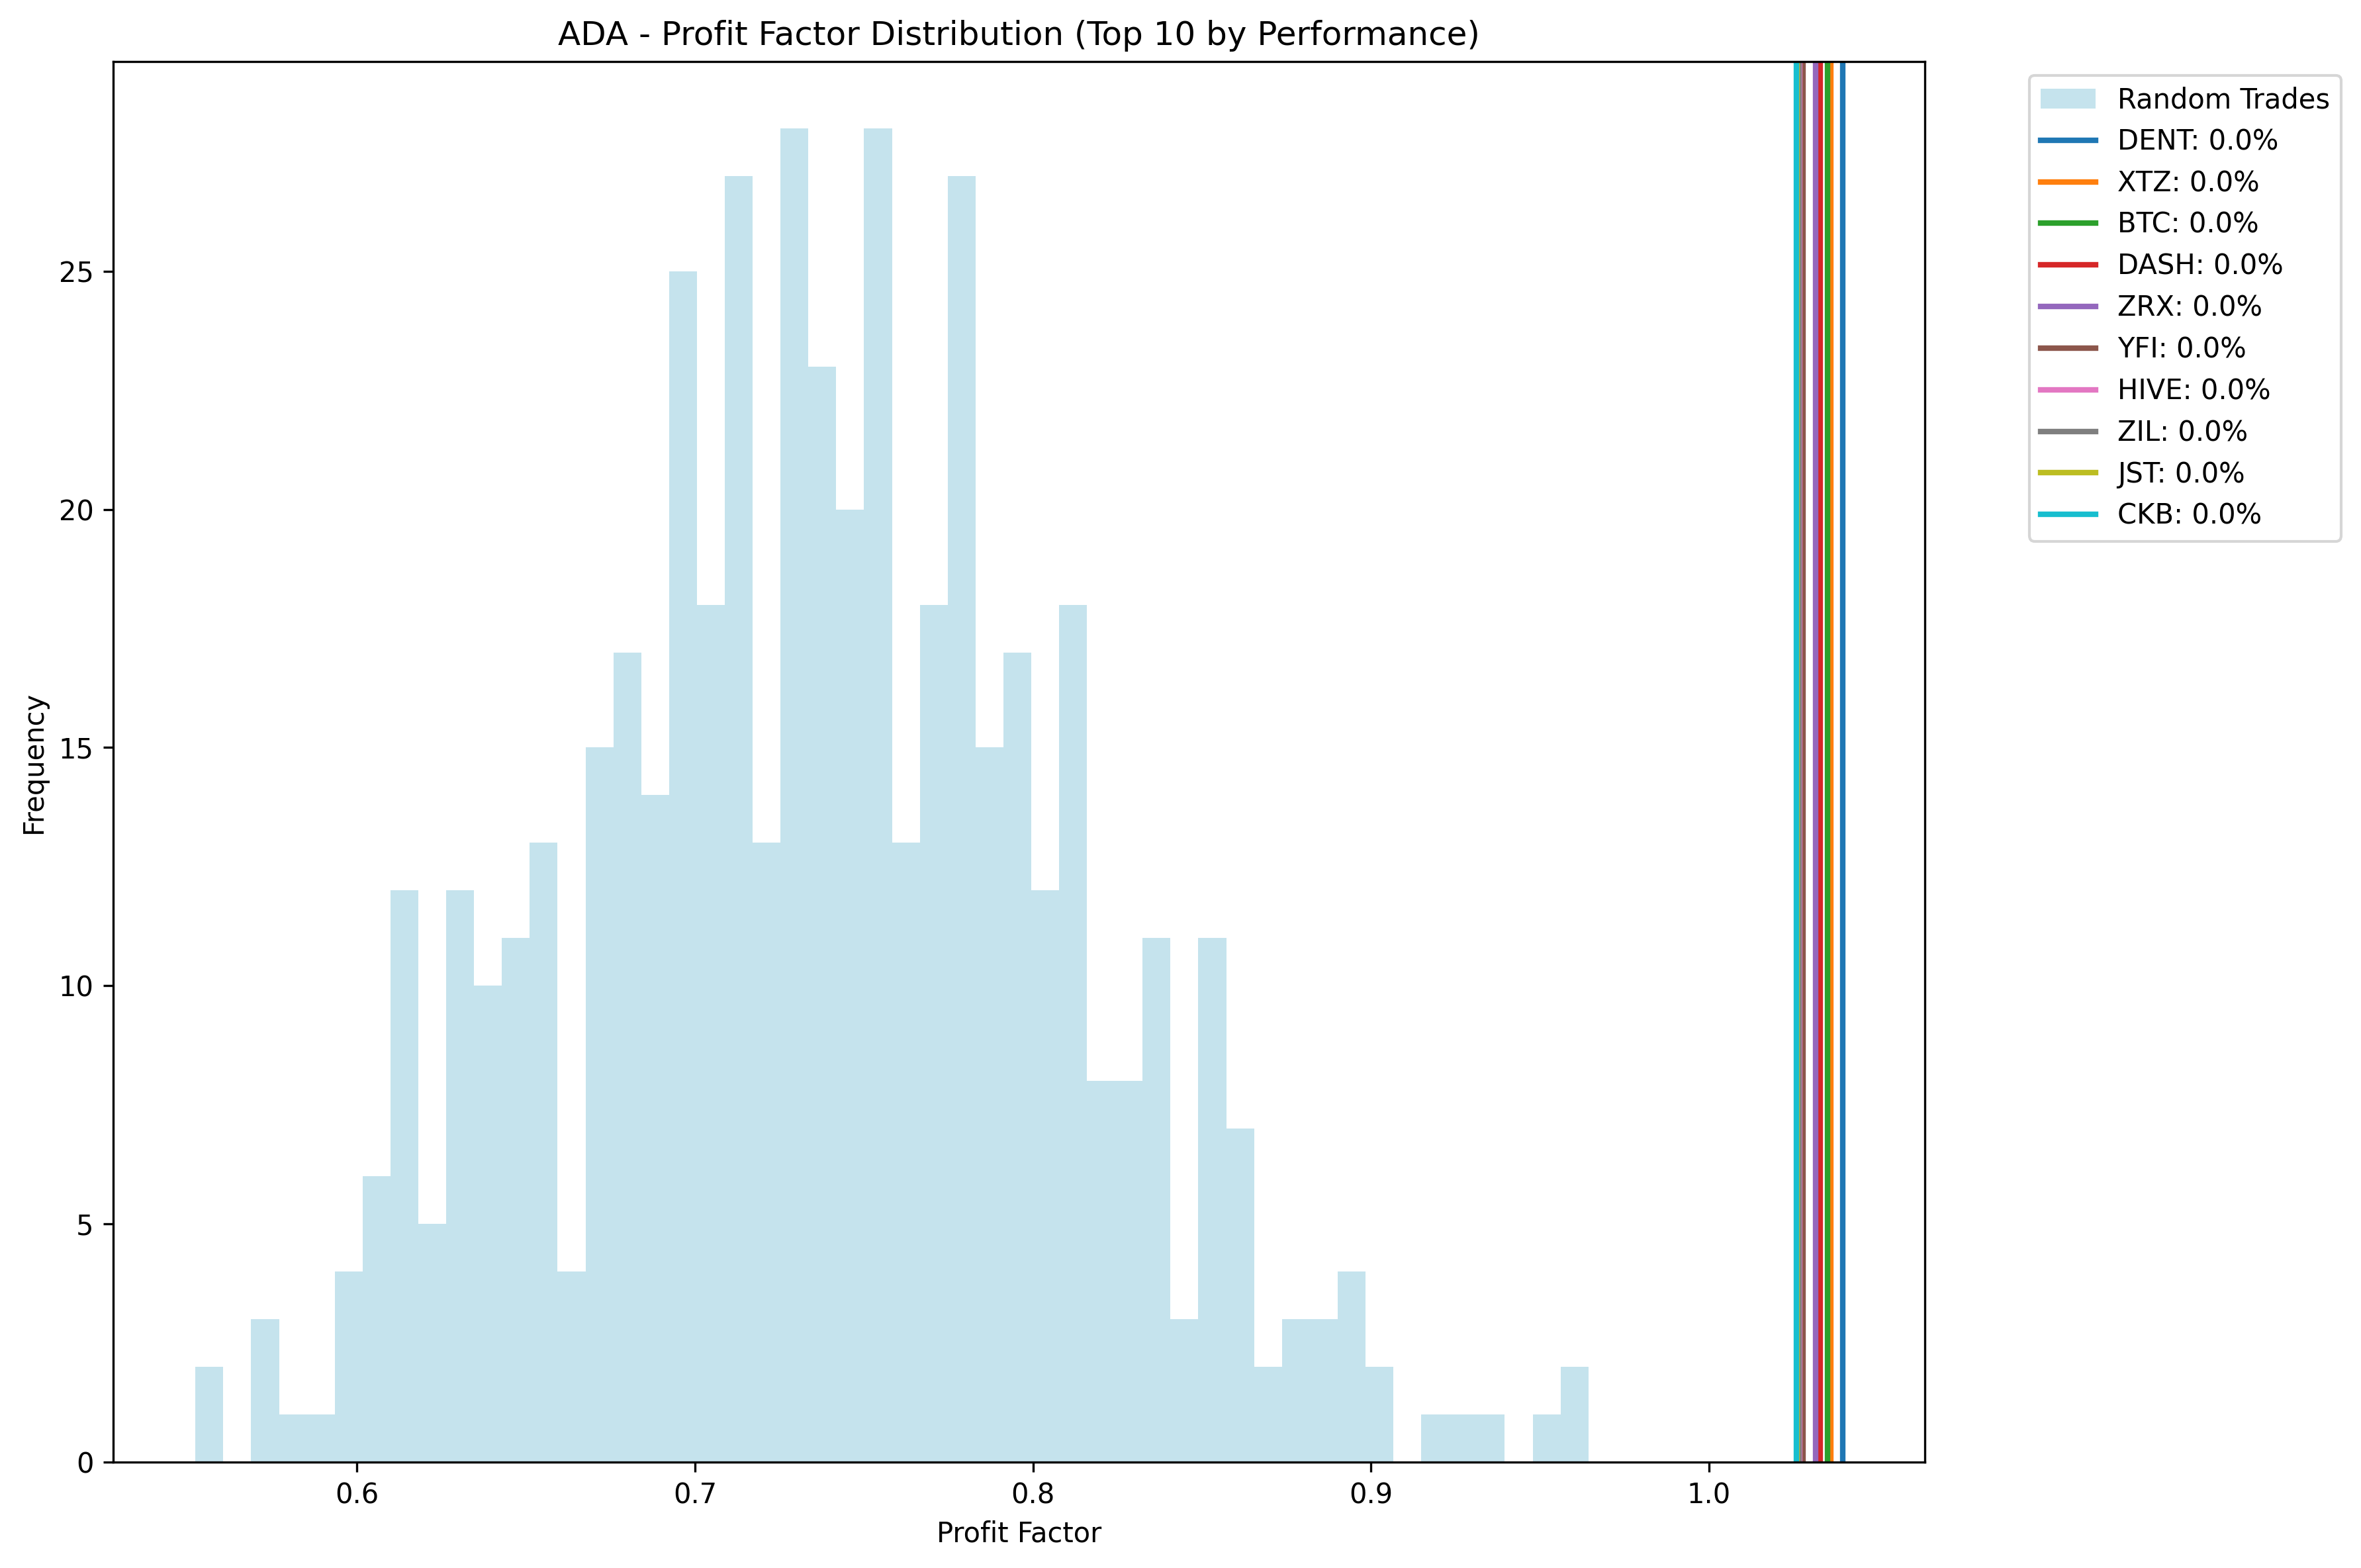 ADA - Profit Factor Distribution (Top 10 by Performance)
Random Trades
DENT: 0.0%
XTZ: 0.0%
BTC: 0.0%
DASH: 0.0%
ZRX: 0.0%
YFI: 0.0%
HIVE: 0.0%
ZIL: 0.0%
JST: 0.0%
CKB: 0.0%
Frequency
25
20
15
10
5
0
0.6 0.7 0.8 0.9 1.0
Profit Factor